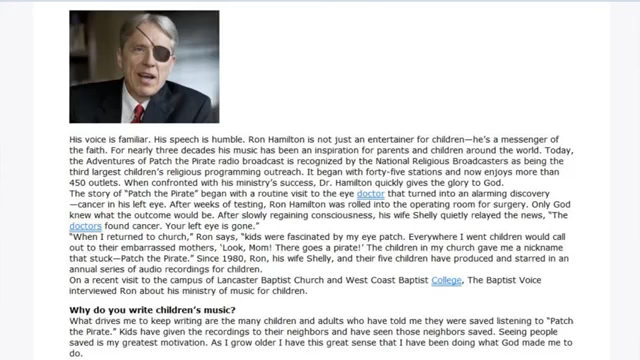 His voice is familiar. His speech is humble. Ron Hamilton is not just an entertainer for children—he's a messenger of
the faith. For nearly three decades his music has been an inspiration for parents and children around the world. Today,
the Adventures of Patch the Pirate radio broadcast is recognized by the National Religious Broadcasters as being the
third largest children's religious programming outreach. It began with forty-five stations and now enjoys more than
450 outlets. When confronted with his ministry's success, Dr. Hamilton quickly gives the glory to God.
The story of "Patch the Pirate" began with a routine visit to the eye doctor that turned into an alarming discovery
—cancer in his left eye. After weeks of testing, Ron Hamilton was rolled into the operating room for surgery. Only God
knew what the outcome would be. After slowly regaining consciousness, his wife Shelly quietly relayed the news, "The
doctors found cancer. Your left eye is gone."
"When I returned to church," Ron says, "kids were fascinated by my eye patch. Everywhere I went children would call
out to their embarrassed mothers, 'Look, Mom! There goes a pirate!' The children in my church gave me a nickname
that stuck—Patch the Pirate." Since 1980, Ron, his wife Shelly, and their five children have produced and starred in an
annual series of audio recordings for children.
On a recent visit to the campus of Lancaster Baptist Church and West Coast Baptist College, The Baptist Voice
interviewed Ron about his ministry of music for children.
Why do you write children's music?
What drives me to keep writing are the many children and adults who have told me they were saved listening to "Patch
the Pirate." Kids have given the recordings to their neighbors and have seen those neighbors saved. Seeing people
saved is my greatest motivation. As I grow older I have this great sense that I have been doing what God made me to
do.